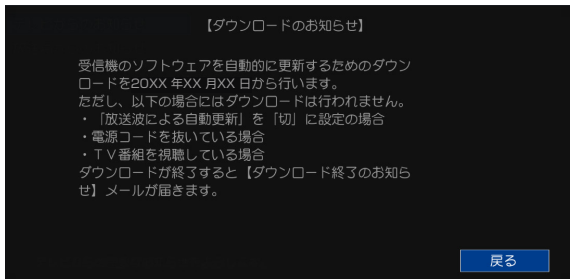 【ダウンロードのお知らせ】
受信機のソフトウェアを自動的に更新するためのダウン
ロードを20XX 年XX 月XX 日から行います。
ただし、以下の場合にはダウンロードは行われません。
・「放送波による自動更新」を「切」に設定の場合
・電源コードを抜いている場合
・ＴＶ番組を視聴している場合
ダウンロードが終了すると【ダウンロード終了のお知ら
せ】メールが届きます。
戻る